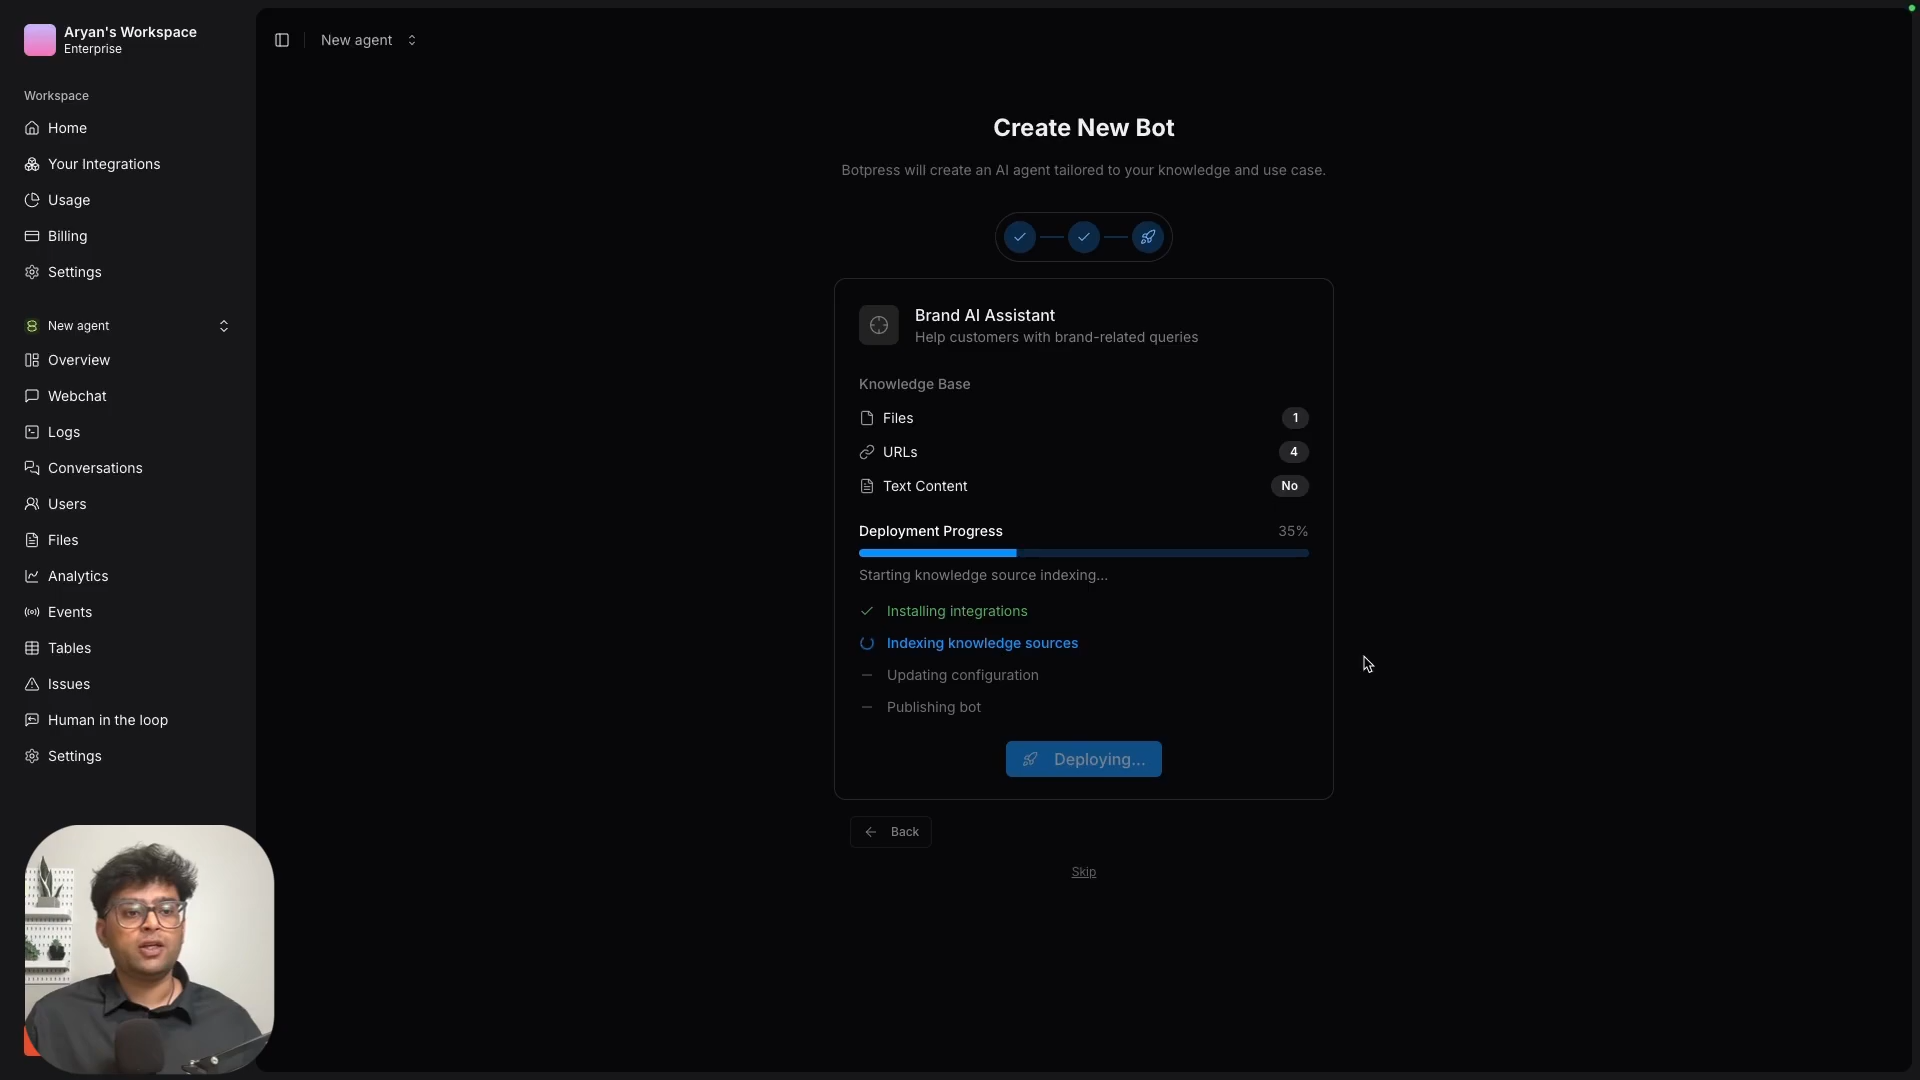 Aryan's Workspace
Enterprise
Workspace
Home
Your Integrations
Usage
Billing
Settings
New agent
Overview
Webchat
Logs
Conversations
Users
Files
Analytics
Events
Tables
Issues
Human in the loop
Settings
New agent
Create New Bot
Botpress will create an AI agent tailored to your knowledge and use case.
Brand AI Assistant
Help customers with brand-related queries
Knowledge Base
Files 1
URLs 4
Text Content No
Deployment Progress 35%
Starting knowledge source indexing...
Installing integrations
Indexing knowledge sources
Updating configuration
Publishing bot
Deploying...
Back
Skip